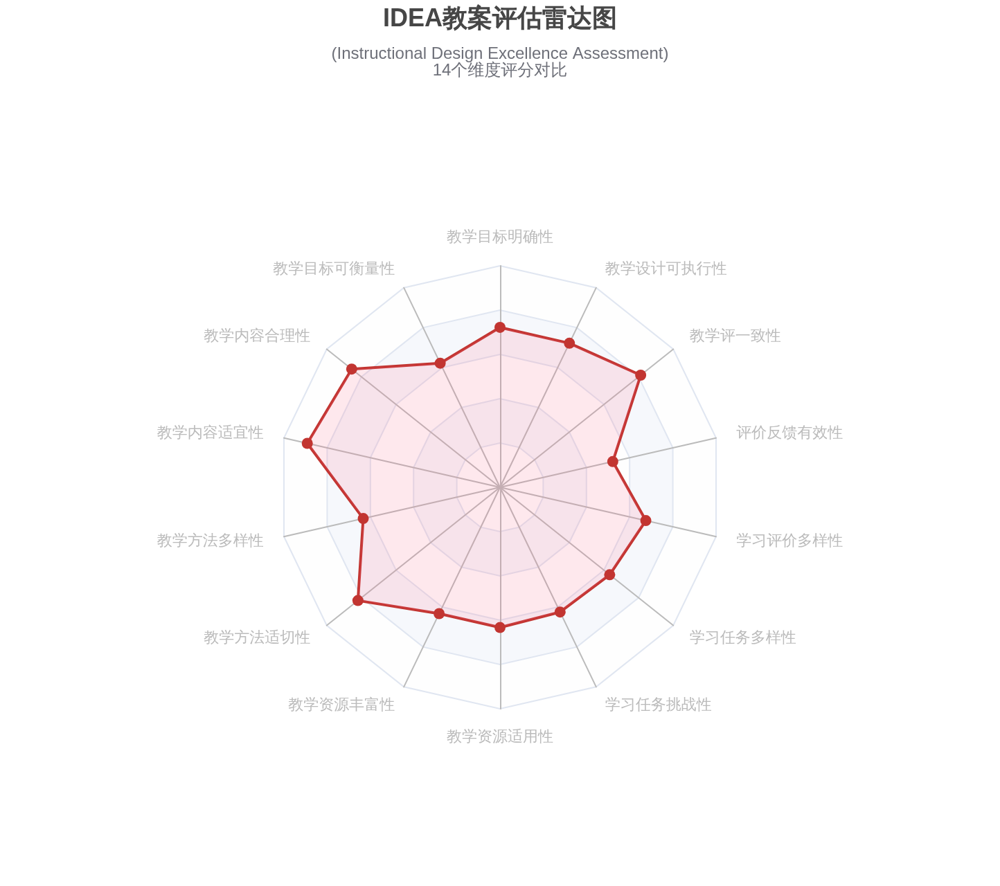 IDEA教案评估雷达图
(Instructional Design Excellence Assessment)
14个维度评分对比
教学目标明确性
教学目标可衡量性
教学设计可执行性
教学内容合理性
教学评一致性
教学内容适宜性
评价反馈有效性
教学方法多样性
学习评价多样性
教学方法适切性
学习任务多样性
教学资源丰富性
学习任务挑战性
教学资源适用性